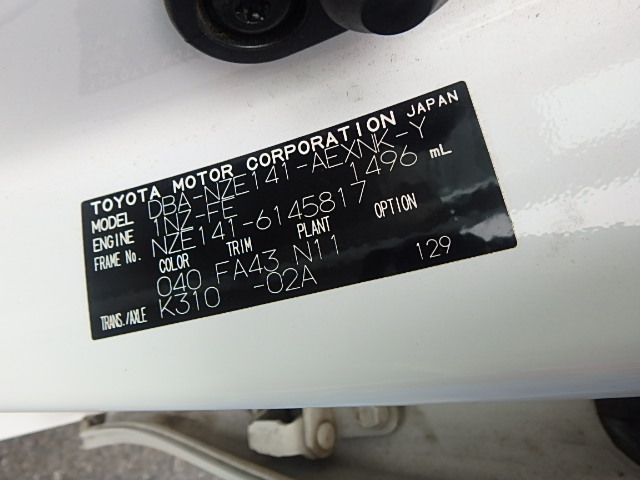 TOYOTA MOTOR CORPORATION JAPAN
MODEL DBA-NZE141-AEXNK-Y
ENGINE 1NZ-FE 1496 mL
FRAME No. NZE141-6145817
COLOR TRIM PLANT OPTION
040 FA43 N11
TRANS./AXLE K310 -02A 129